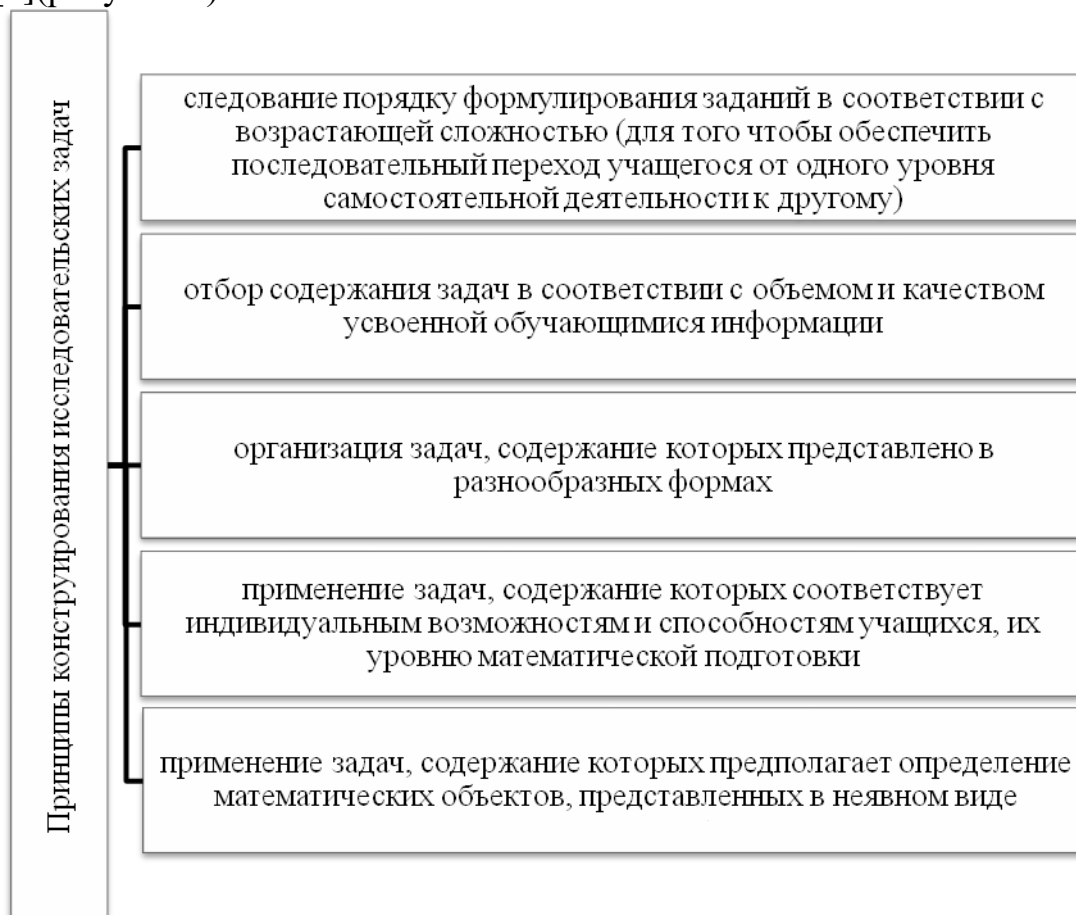 Принципы конструирования исследовательских задач
следование порядку формулирования заданий в соответствии с
возрастающей сложностью (для того чтобы обеспечить
последовательный переход учащегося от одного уровня
самостоятельной деятельности к другому)
отбор содержания задач в соответствии с объемом и качеством
усвоенной обучающимися информации
организация задач, содержание которых представлено в
разнообразных формах
применение задач, содержание которых соответствует
индивидуальным возможностям и способностям учащихся, их
уровню математической подготовки
применение задач, содержание которых предполагает определение
математических объектов, представленных в неявном виде